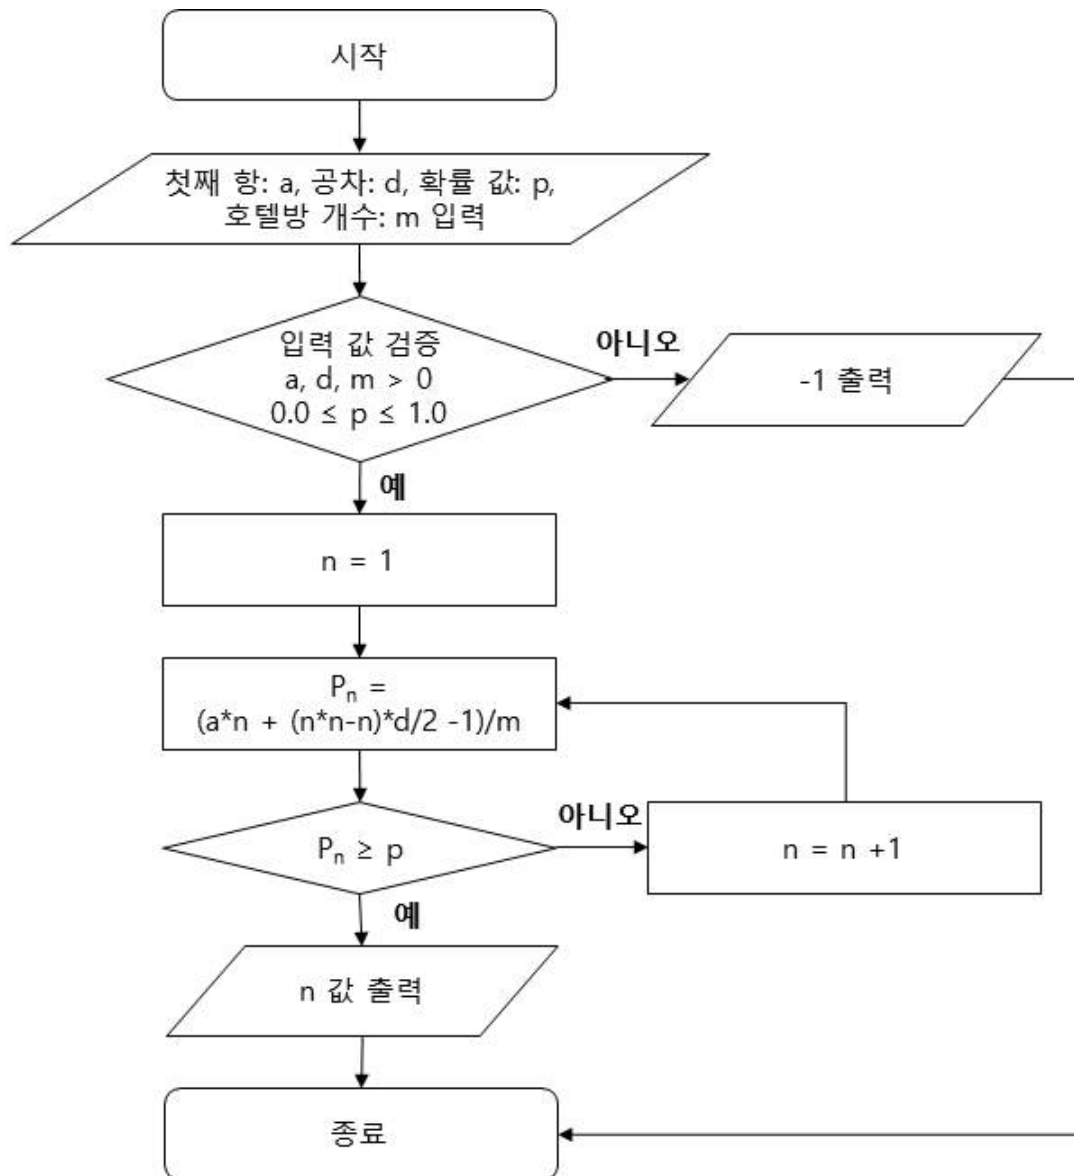 시작
첫째 항: a, 공차: d, 확률 값: p,
호텔방 개수: m 입력
입력 값 검증
a, d, m > 0
0.0 ≤ p ≤ 1.0
아니오
-1 출력
예
n = 1
Pₙ =
(a*n + (n*n-n)*d/2 -1)/m
Pₙ ≥ p
아니오
n = n +1
예
n 값 출력
종료